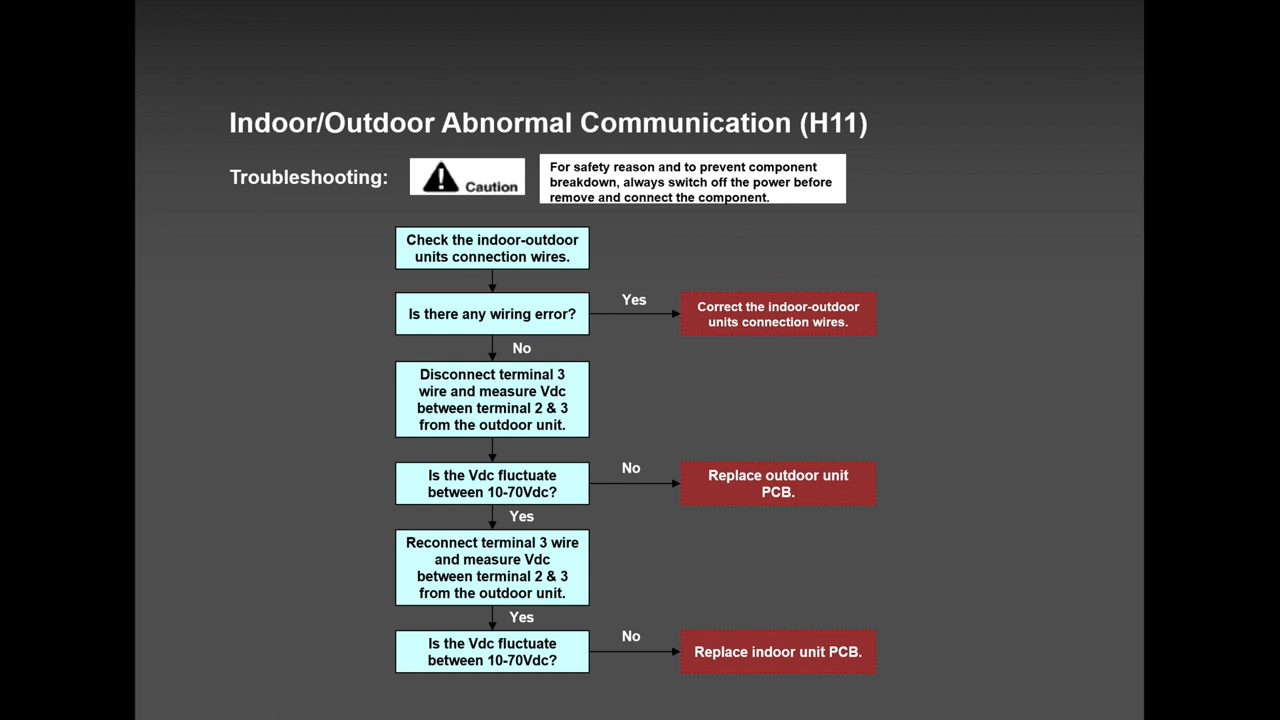 Indoor/Outdoor Abnormal Communication (H11)
Troubleshooting:
Caution
For safety reason and to prevent component
breakdown, always switch off the power before
remove and connect the component.
Check the indoor-outdoor
units connection wires.
Is there any wiring error?
Yes
Correct the indoor-outdoor
units connection wires.
No
Disconnect terminal 3
wire and measure Vdc
between terminal 2 & 3
from the outdoor unit.
Is the Vdc fluctuate
between 10-70Vdc?
No
Replace outdoor unit
PCB.
Yes
Reconnect terminal 3 wire
and measure Vdc
between terminal 2 & 3
from the outdoor unit.
Yes
Is the Vdc fluctuate
between 10-70Vdc?
No
Replace indoor unit PCB.